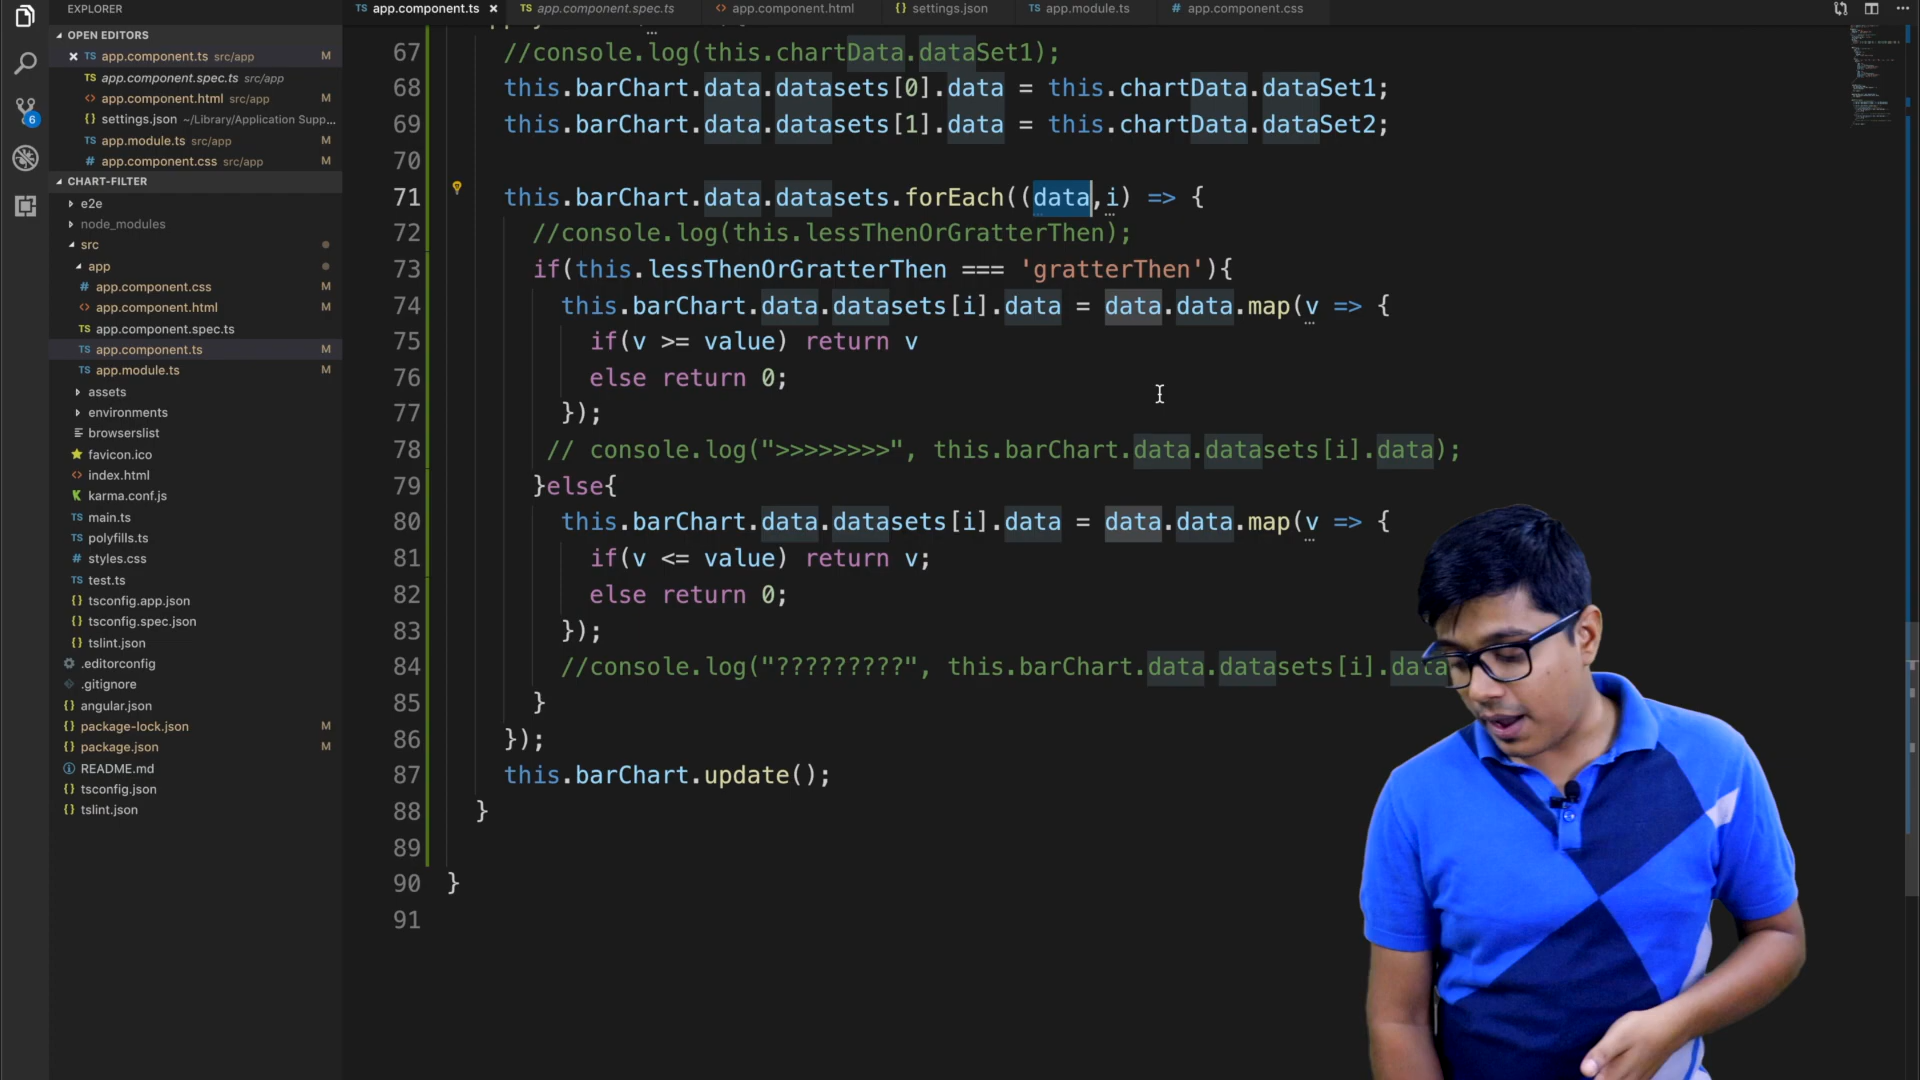 EXPLORER
app.component.ts
app.component.spec.ts
app.component.html
settings.json
app.module.ts
app.component.css
OPEN EDITORS
app.component.ts src/app M
app.component.spec.ts src/app
app.component.html src/app M
settings.json ~/Library/Application Supp...
app.module.ts src/app M
app.component.css src/app M
6
CHART-FILTER
e2e
node_modules
src
app
app.component.css M
app.component.html M
app.component.spec.ts
app.component.ts M
app.module.ts M
assets
environments
browserslist
favicon.ico
index.html
karma.conf.js
main.ts
polyfills.ts
styles.css
test.ts
tsconfig.app.json
tsconfig.spec.json
tslint.json
.editorconfig
.gitignore
angular.json
package-lock.json M
package.json M
README.md
tsconfig.json
tslint.json
67 //console.log(this.chartData.dataSet1);
68 this.barChart.data.datasets[0].data = this.chartData.dataSet1;
69 this.barChart.data.datasets[1].data = this.chartData.dataSet2;
70
71 this.barChart.data.datasets.forEach((data,i) => {
72 //console.log(this.lessThenOrGratterThen);
73 if(this.lessThenOrGratterThen === 'gratterThen'){
74 this.barChart.data.datasets[i].data = data.data.map(v => {
75 if(v >= value) return v
76 else return 0;
77 });
78 // console.log(">>>>>>>>", this.barChart.data.datasets[i].data);
79 }else{
80 this.barChart.data.datasets[i].data = data.data.map(v => {
81 if(v <= value) return v;
82 else return 0;
83 });
84 //console.log("?????????", this.barChart.data.datasets[i].data
85 }
86 });
87 this.barChart.update();
88 }
89
90 }
91